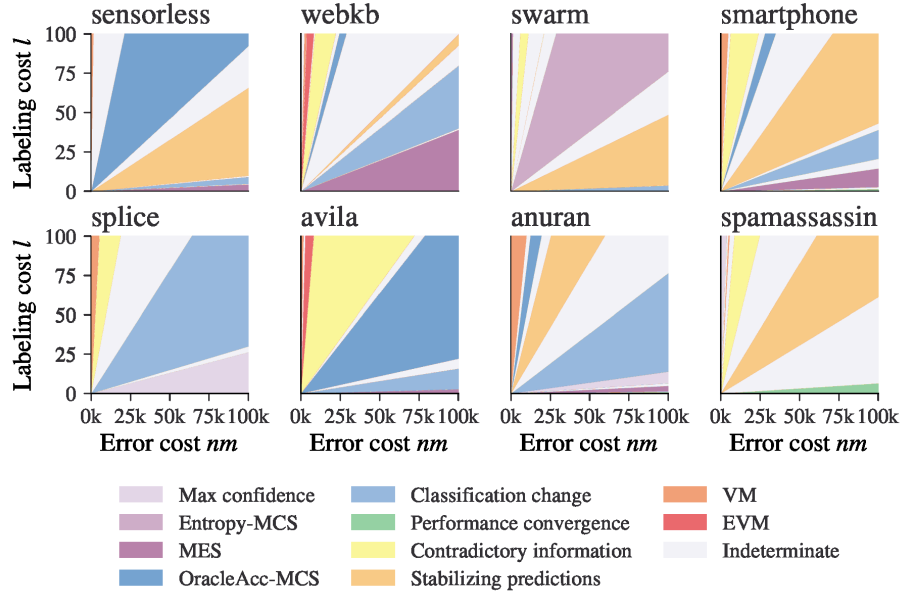 sensorless webkb swarm smartphone
Labeling cost l
100
75
50
25
0
splice avila anuran spamassassin
Labeling cost l
100
75
50
25
0
0k 25k 50k 75k 100k 0k 25k 50k 75k 100k 0k 25k 50k 75k 100k 0k 25k 50k 75k 100k
Error cost nm Error cost nm Error cost nm Error cost nm
Max confidence Classification change VM
Entropy-MCS Performance convergence EVM
MES Contradictory information Indeterminate
OracleAcc-MCS Stabilizing predictions